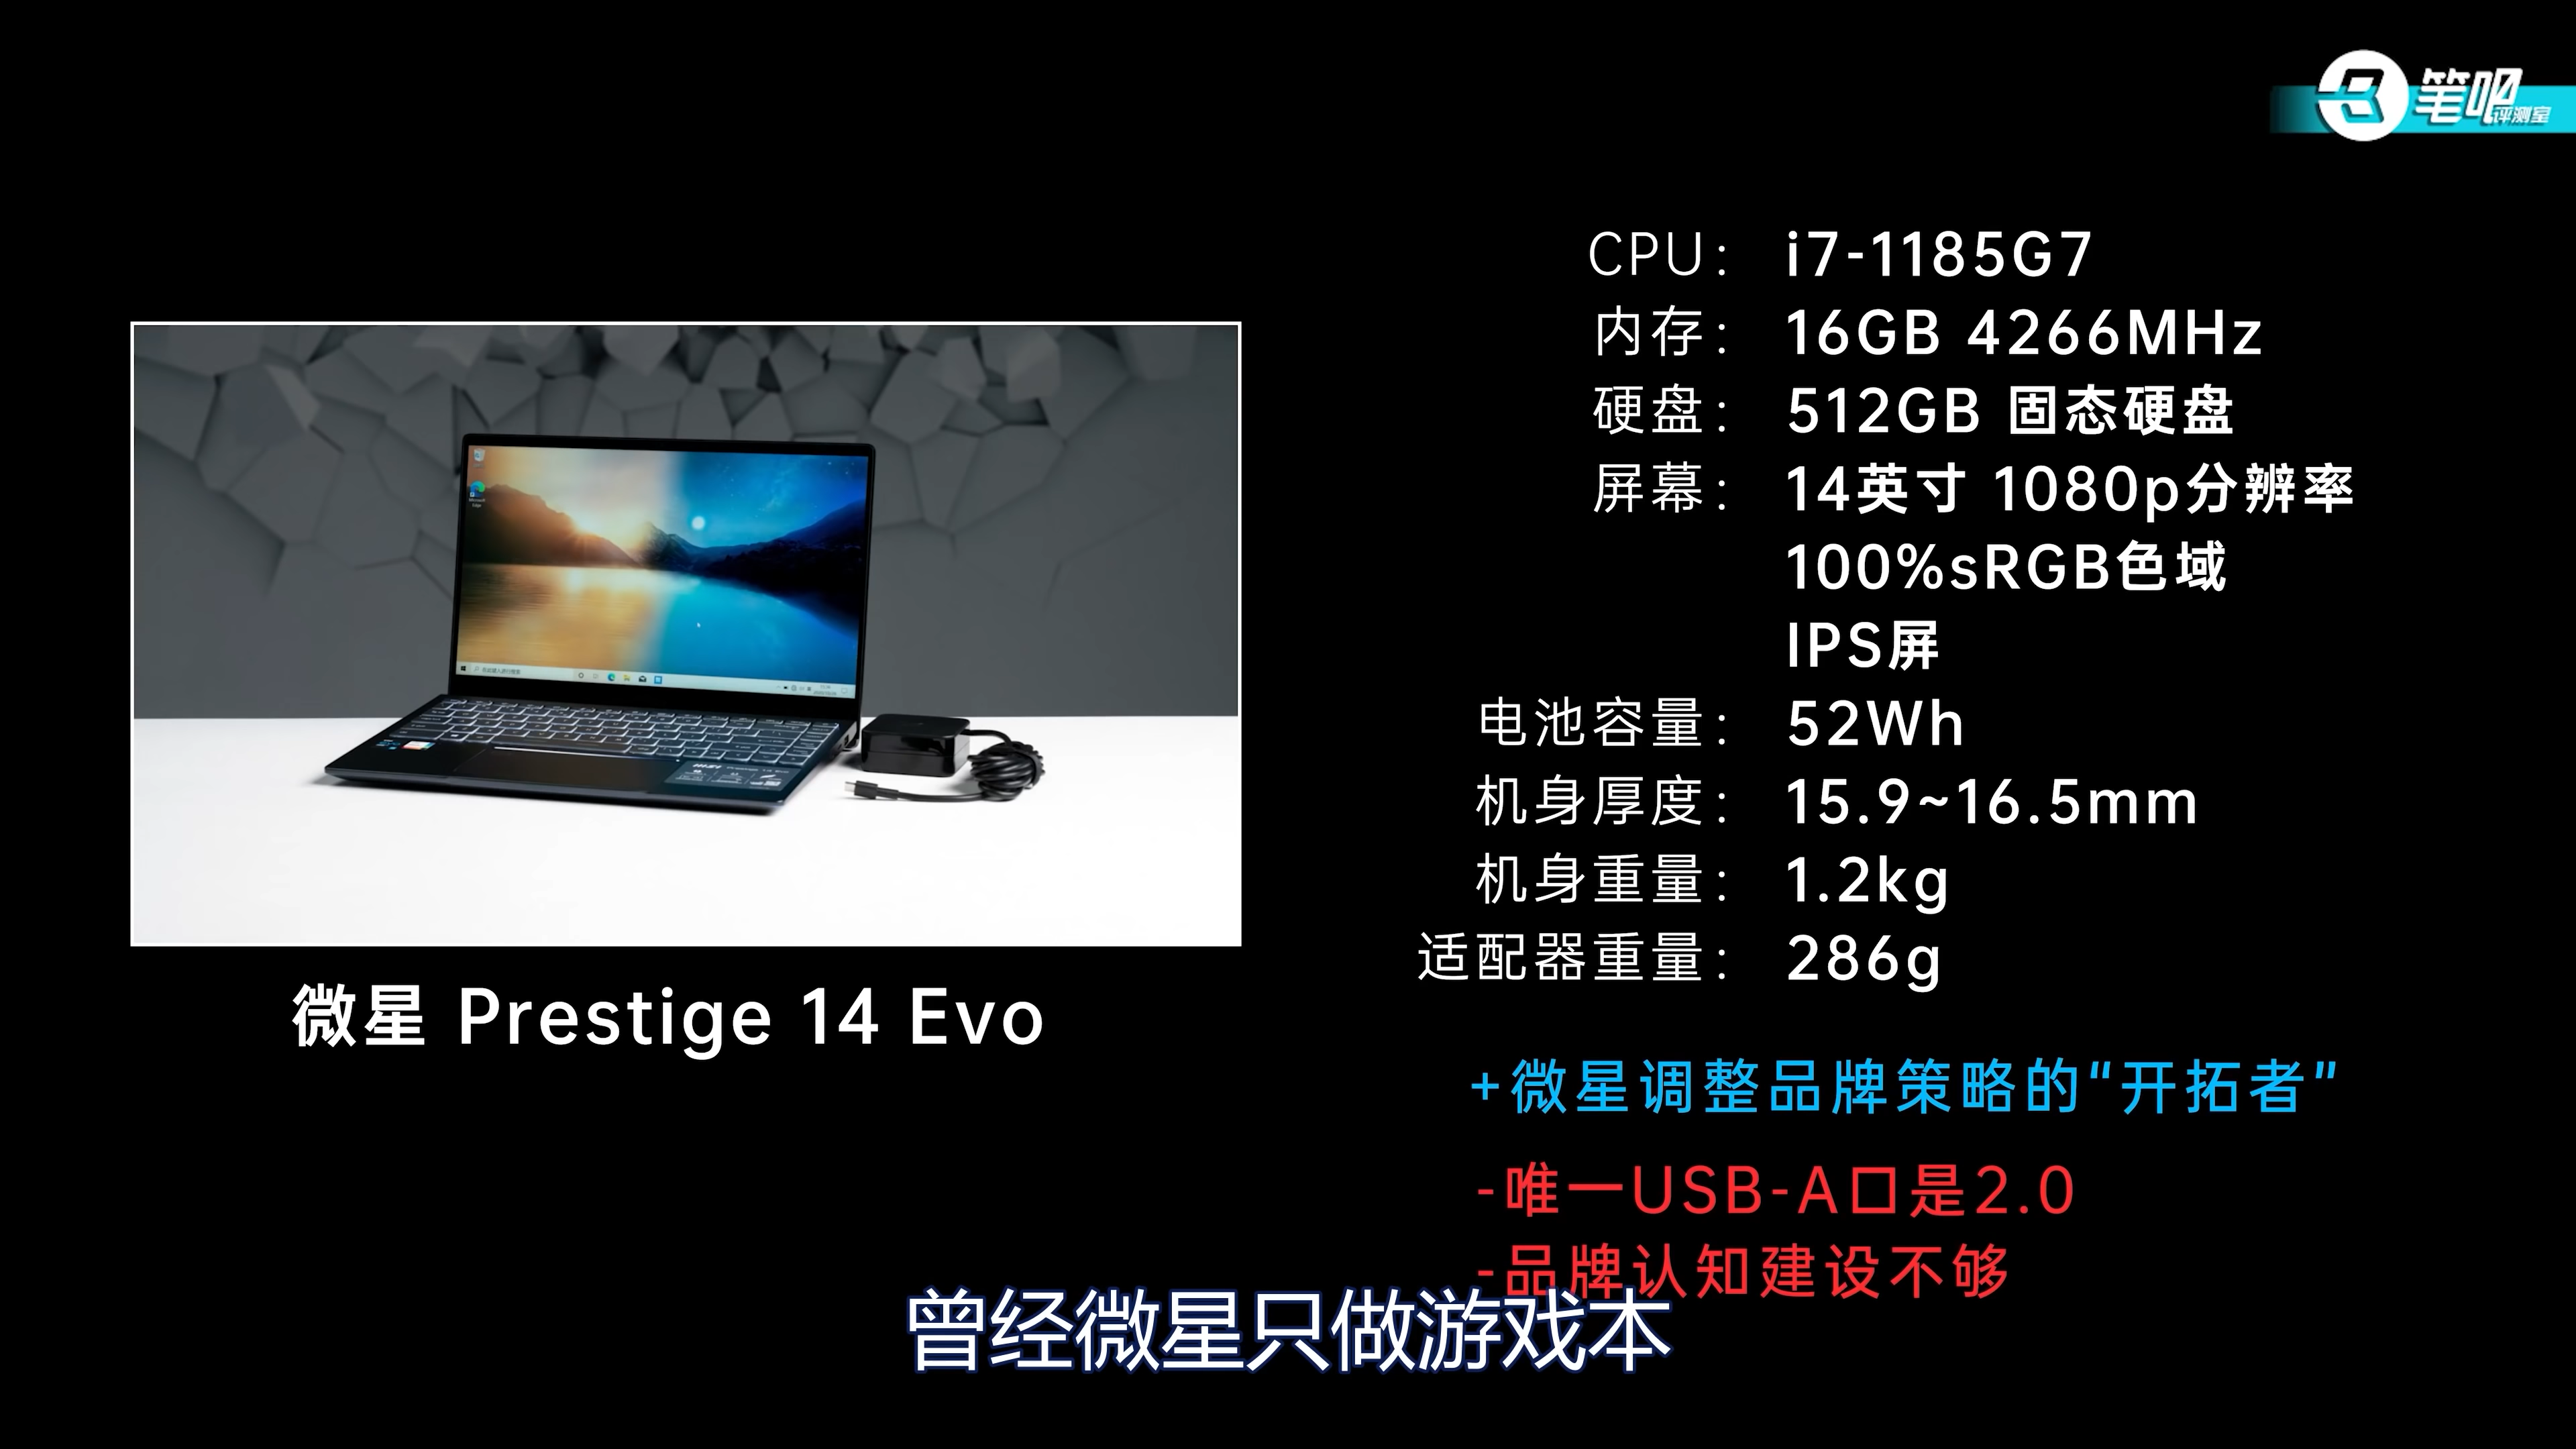 笔吧评测室
CPU： i7-1185G7
内存： 16GB 4266MHz
硬盘： 512GB 固态硬盘
屏幕： 14英寸 1080p分辨率
100%sRGB色域
IPS屏
电池容量： 52Wh
机身厚度： 15.9~16.5mm
机身重量： 1.2kg
适配器重量： 286g
微星 Prestige 14 Evo
+微星调整品牌策略的“开拓者”
-唯一USB-A口是2.0
-品牌认知建设不够
曾经微星只做游戏本